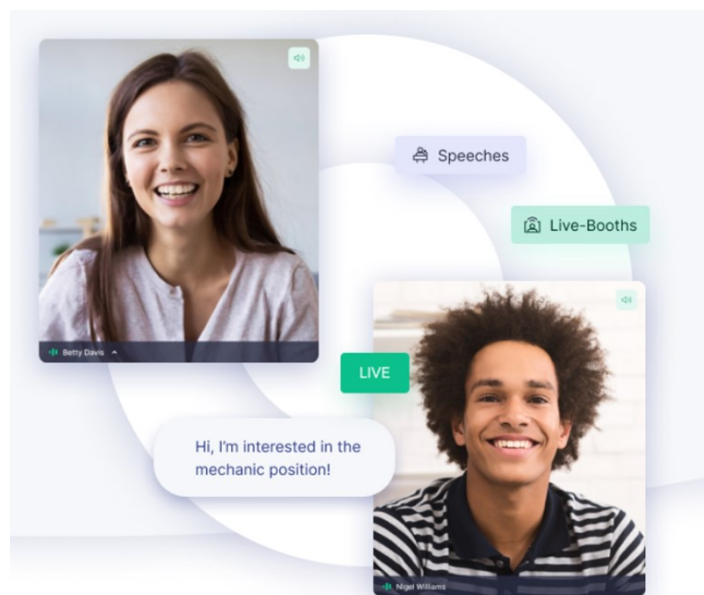 Speeches
Live-Booths
Betty Davis
LIVE
Hi, I'm interested in the
mechanic position!
Nigel Williams